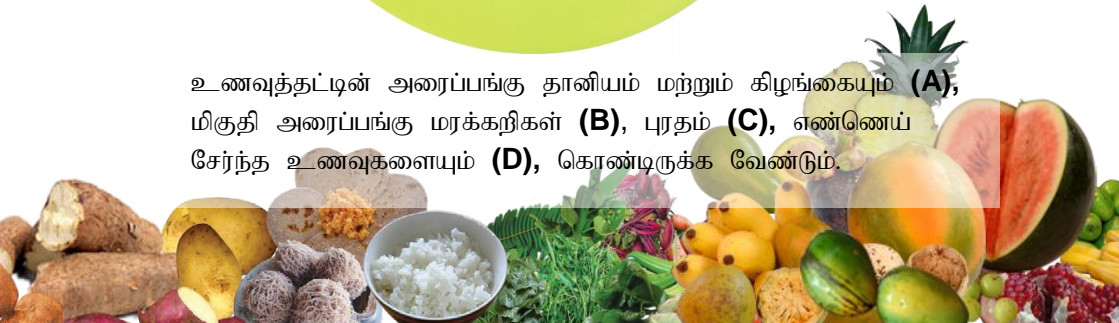 உணவுத்தட்டின் அரைப்பங்கு தானியம் மற்றும் கிழங்கையும் (A),
மிகுதி அரைப்பங்கு மரக்கறிகள் (B), புரதம் (C), எண்ணெய்
சேர்ந்த உணவுகளையும் (D), கொண்டிருக்க வேண்டும்.